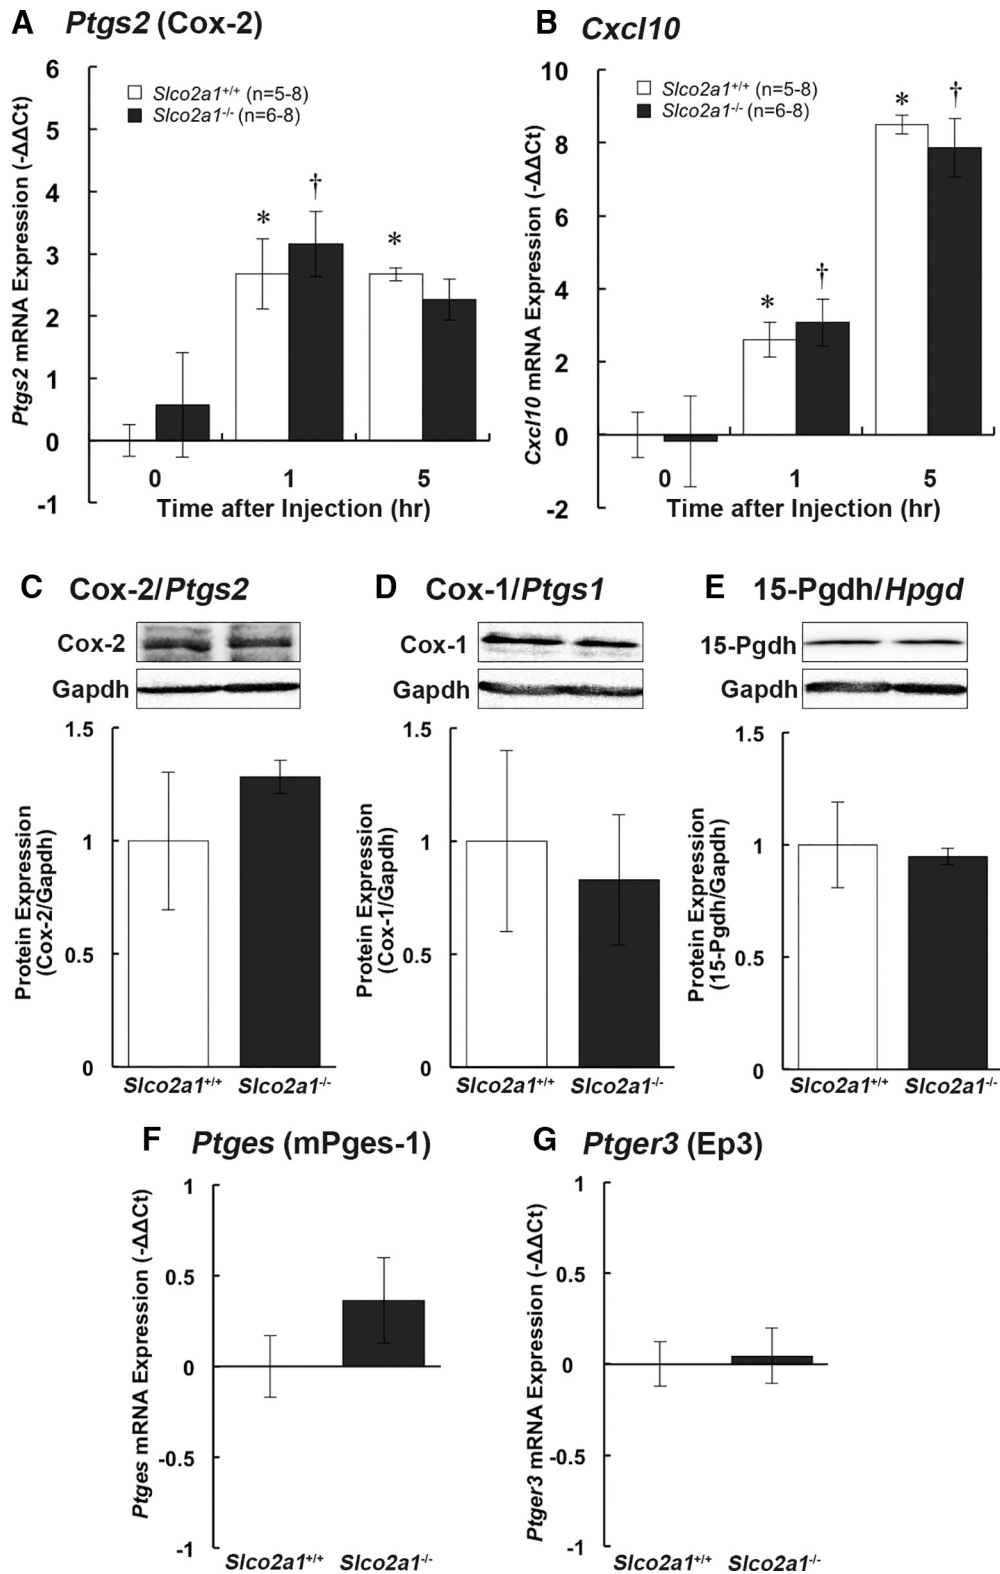 A Ptgs2 (Cox-2)
Ptgs2 mRNA Expression (-ΔΔCt)
6
5
4
3
2
1
0
-1
Slco2a1+/+ (n=5-8)
Slco2a1-/- (n=6-8)
* † *
0 1 5
Time after Injection (hr)
B Cxcl10
Cxcl10 mRNA Expression (-ΔΔCt)
10
8
6
4
2
0
-2
Slco2a1+/+ (n=5-8)
Slco2a1-/- (n=6-8)
* † * †
0 1 5
Time after Injection (hr)
C Cox-2/Ptgs2
Cox-2
Gapdh
Protein Expression
(Cox-2/Gapdh)
1.5
1
0.5
0
Slco2a1+/+ Slco2a1-/-
D Cox-1/Ptgs1
Cox-1
Gapdh
Protein Expression
(Cox-1/Gapdh)
1.5
1
0.5
0
Slco2a1+/+ Slco2a1-/-
E 15-Pgdh/Hpgd
15-Pgdh
Gapdh
Protein Expression
(15-Pgdh/Gapdh)
1.5
1
0.5
0
Slco2a1+/+ Slco2a1-/-
F Ptges (mPges-1)
Ptges mRNA Expression (-ΔΔCt)
1
0.5
0
-0.5
-1
Slco2a1+/+ Slco2a1-/-
G Ptger3 (Ep3)
Ptger3 mRNA Expression (-ΔΔCt)
1
0.5
0
-0.5
-1
Slco2a1+/+ Slco2a1-/-